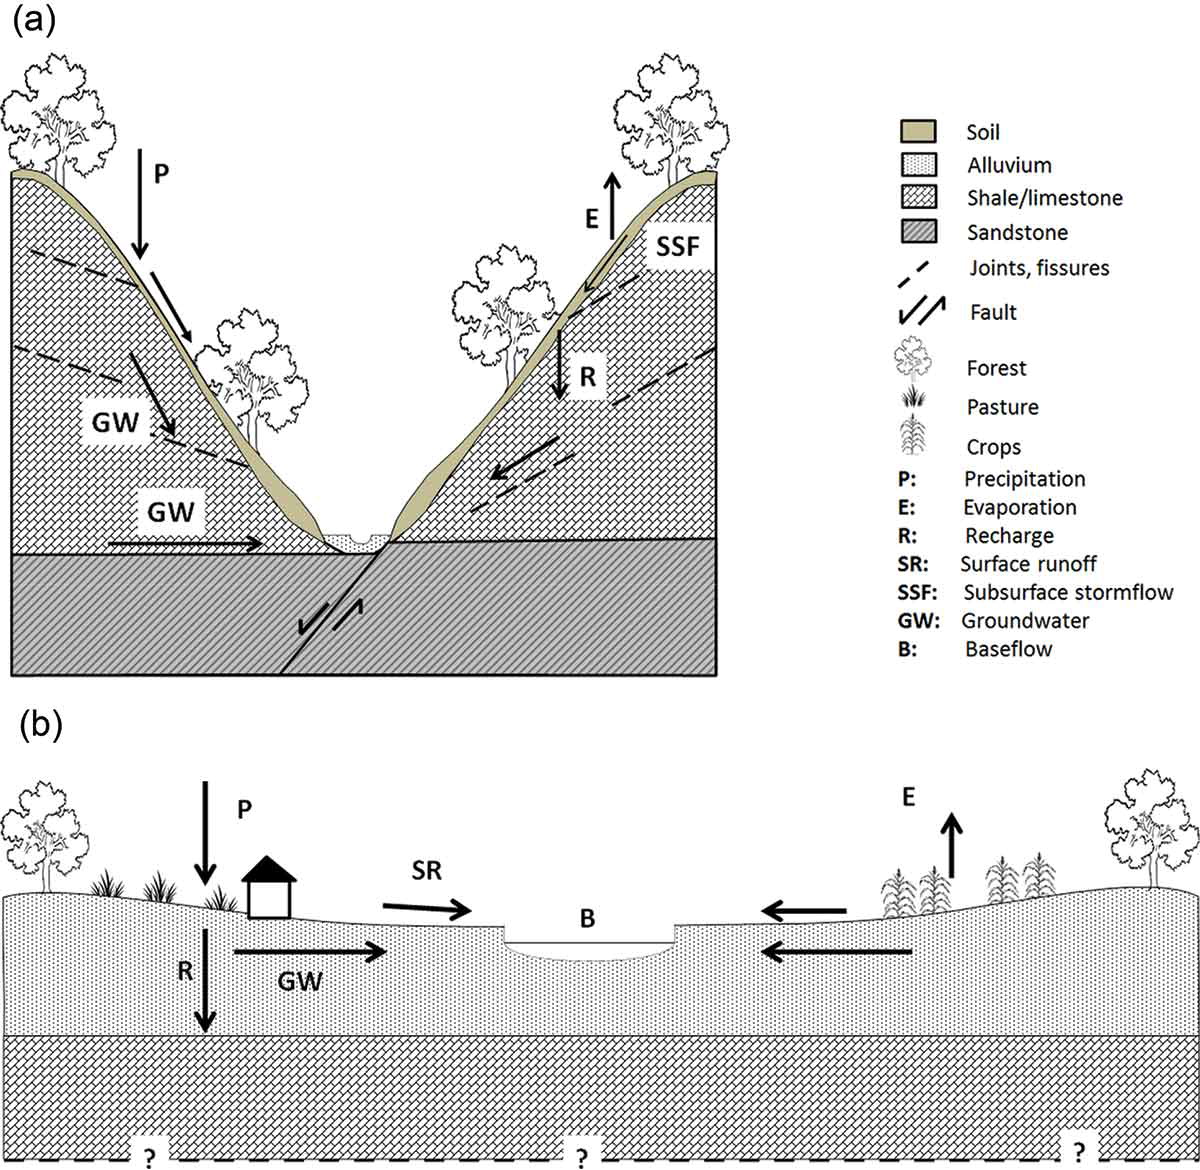 (a)
P
E
SSF
R
GW
GW
Soil
Alluvium
Shale/limestone
Sandstone
Joints, fissures
Fault
Forest
Pasture
Crops
P: Precipitation
E: Evaporation
R: Recharge
SR: Surface runoff
SSF: Subsurface stormflow
GW: Groundwater
B: Baseflow
(b)
P
E
SR
B
R
GW
? ? ?